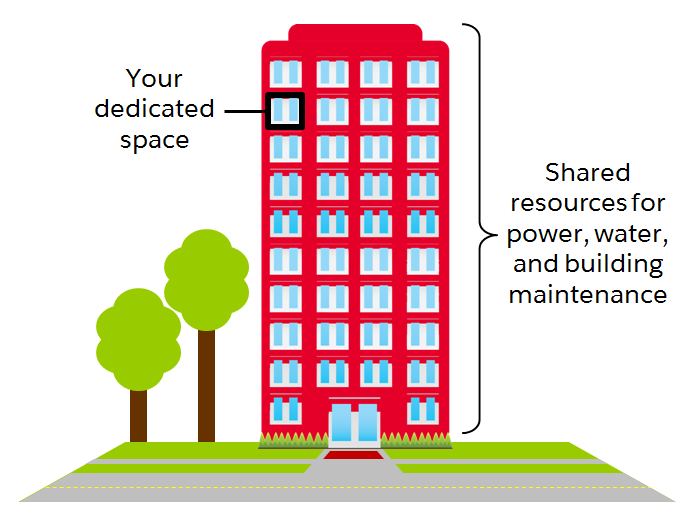 Your
dedicated
space
Shared
resources for
power, water,
and building
maintenance